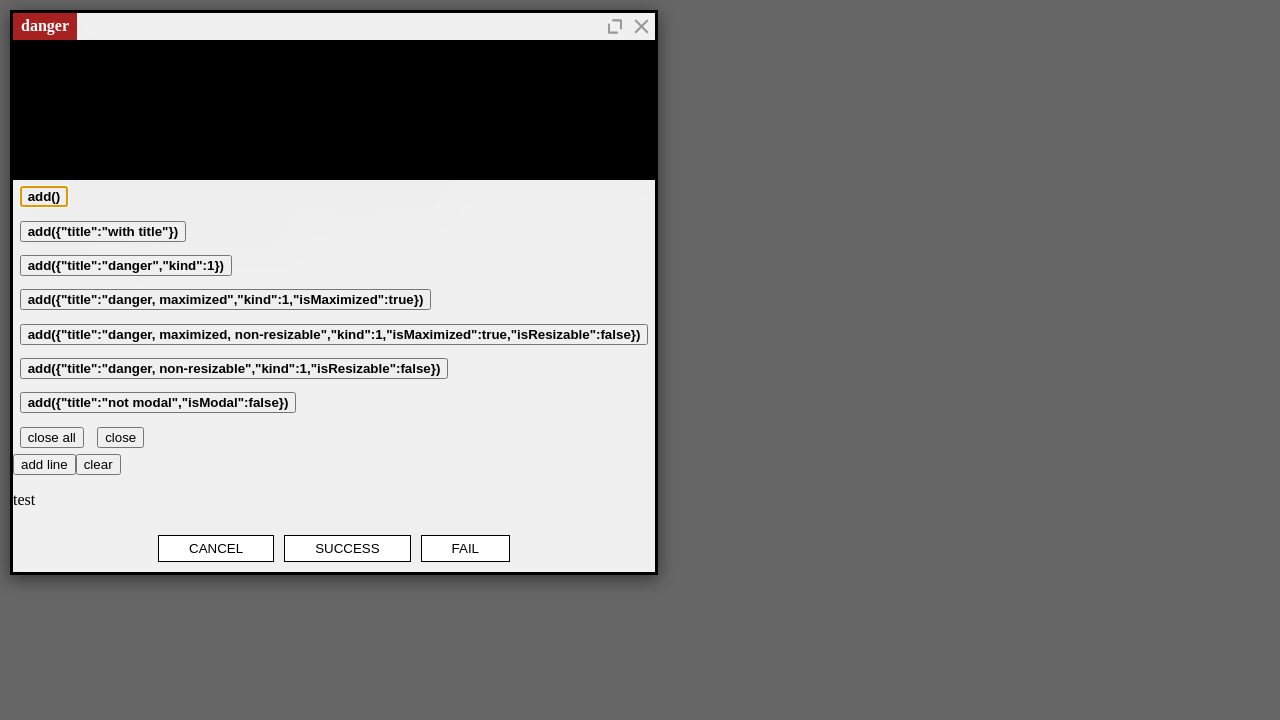 danger
add()
add({"title":"with title"})
add({"title":"danger","kind":1})
add({"title":"danger, maximized","kind":1,"isMaximized":true})
add({"title":"danger, maximized, non-resizable","kind":1,"isMaximized":true,"isResizable":false})
add({"title":"danger, non-resizable","kind":1,"isResizable":false})
add({"title":"not modal","isModal":false})
close all close
add line clear
test
CANCEL SUCCESS FAIL